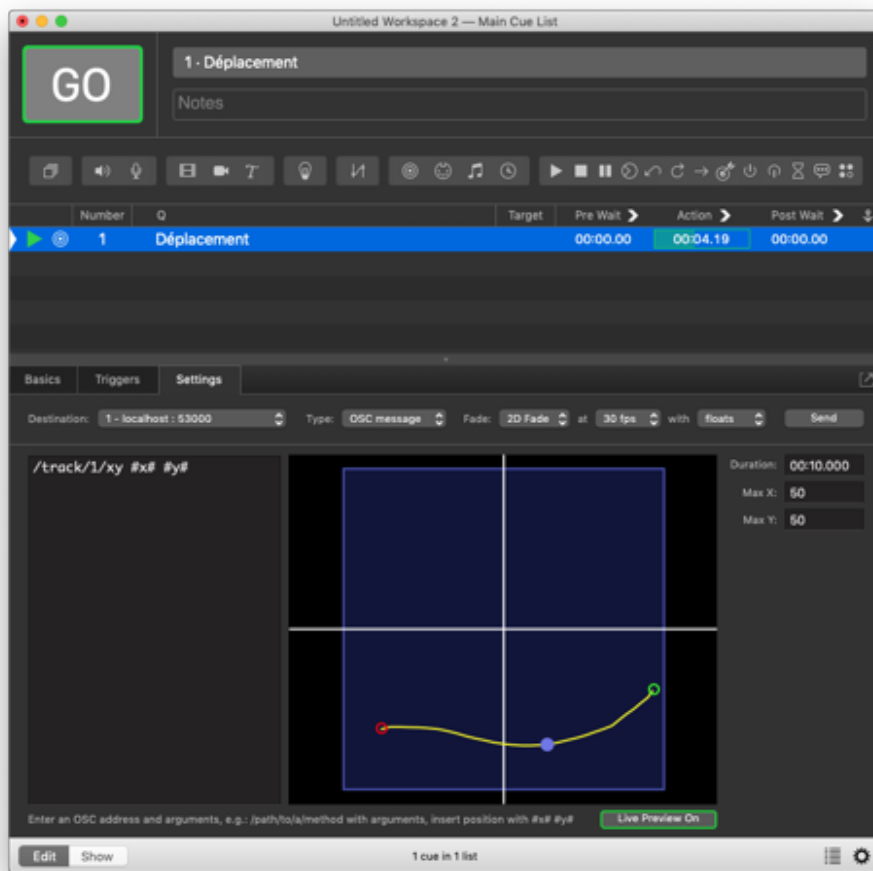 Untitled Workspace 2 — Main Cue List
GO
1 · Déplacement
Notes
Number Q Target Pre Wait Action Post Wait
1 Déplacement 00:00.00 00:04.19 00:00.00
Basics Triggers Settings
Destination: 1 - localhost : 53000 Type: OSC message Fade: 2D Fade at 30 fps with floats Send
/track/1/xy #x# #y#
Duration: 00:10.000
Max X: 50
Max Y: 50
Enter an OSC address and arguments, e.g.: /path/to/a/method with arguments, insert position with #x# #y# Live Preview On
Edit Show 1 cue in 1 list